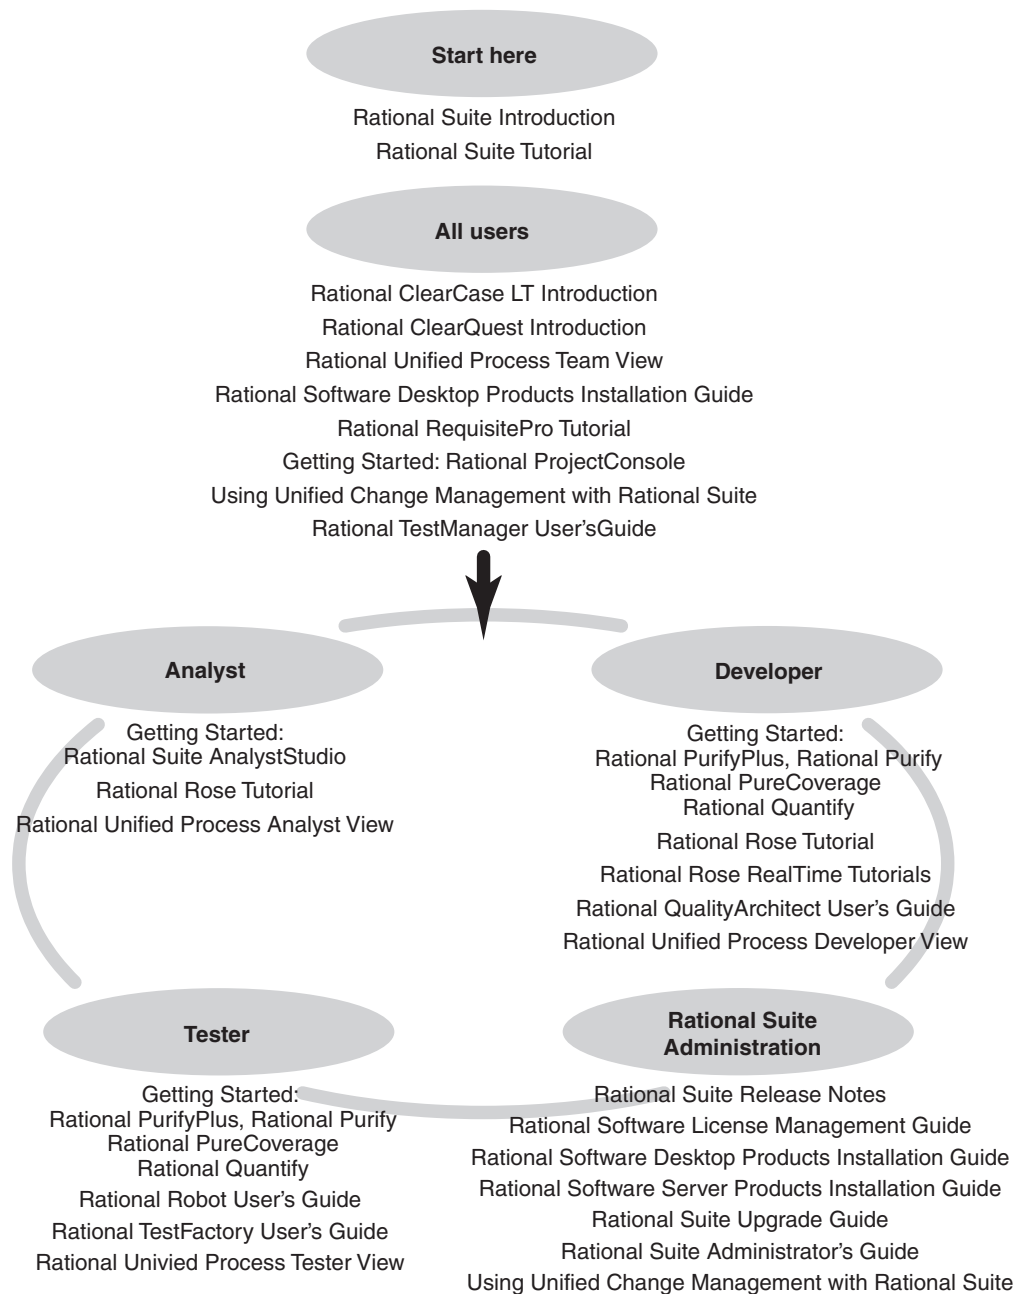 Start here
Rational Suite Introduction
Rational Suite Tutorial
All users
Rational ClearCase LT Introduction
Rational ClearQuest Introduction
Rational Unified Process Team View
Rational Software Desktop Products Installation Guide
Rational RequisitePro Tutorial
Getting Started: Rational ProjectConsole
Using Unified Change Management with Rational Suite
Rational TestManager User'sGuide
Analyst
Getting Started:
Rational Suite AnalystStudio
Rational Rose Tutorial
Rational Unified Process Analyst View
Developer
Getting Started:
Rational PurifyPlus, Rational Purify
Rational PureCoverage
Rational Quantify
Rational Rose Tutorial
Rational Rose RealTime Tutorials
Rational QualityArchitect User's Guide
Rational Unified Process Developer View
Tester
Getting Started:
Rational PurifyPlus, Rational Purify
Rational PureCoverage
Rational Quantify
Rational Robot User's Guide
Rational TestFactory User's Guide
Rational Univied Process Tester View
Rational Suite
Administration
Rational Suite Release Notes
Rational Software License Management Guide
Rational Software Desktop Products Installation Guide
Rational Software Server Products Installation Guide
Rational Suite Upgrade Guide
Rational Suite Administrator's Guide
Using Unified Change Management with Rational Suite